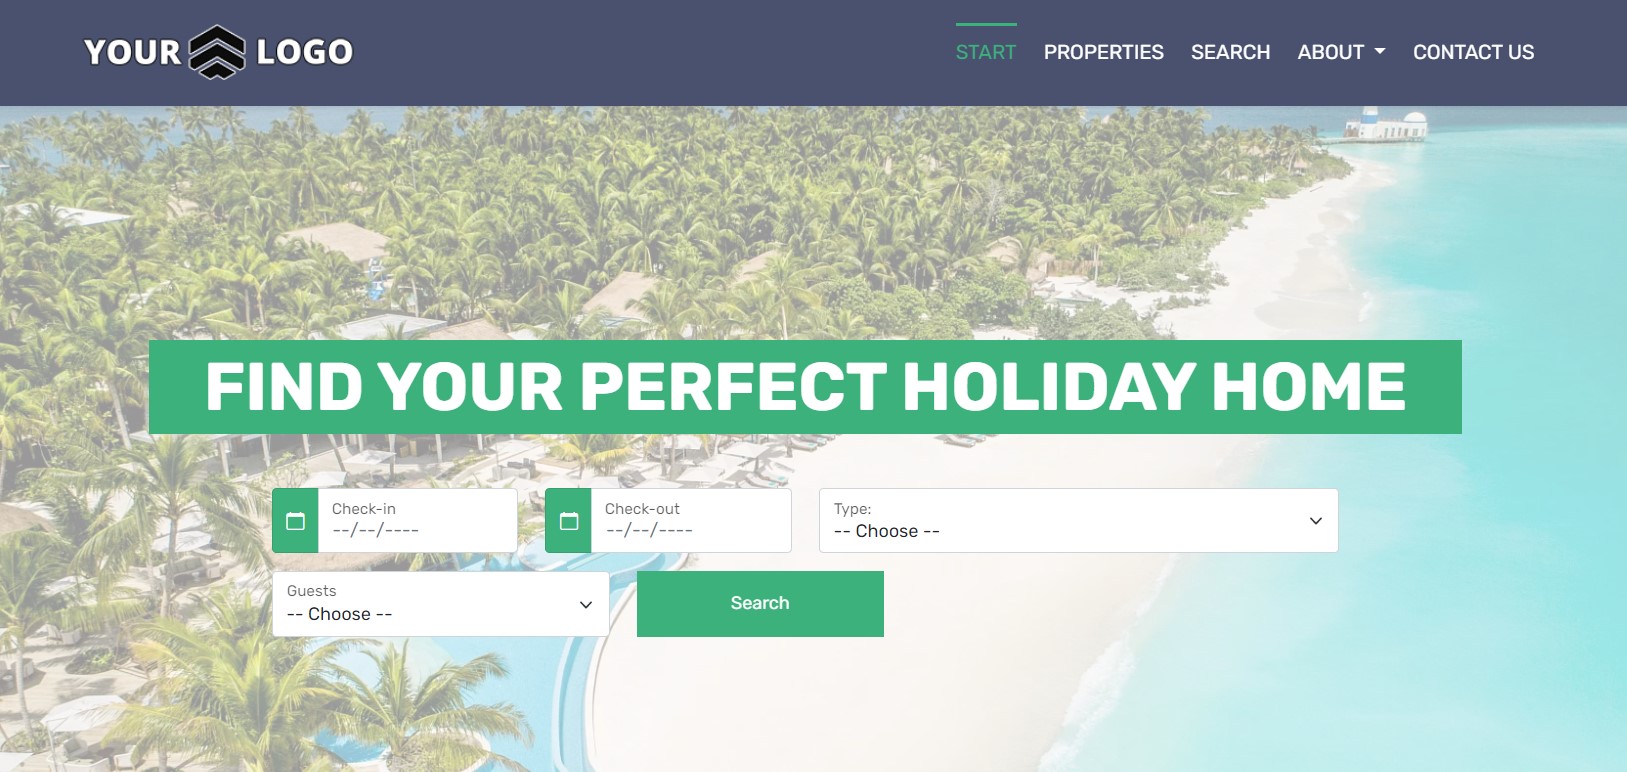 YOUR LOGO
START PROPERTIES SEARCH ABOUT CONTACT US
FIND YOUR PERFECT HOLIDAY HOME
Check-in
--/--/----
Check-out
--/--/----
Type:
-- Choose --
Guests
-- Choose --
Search